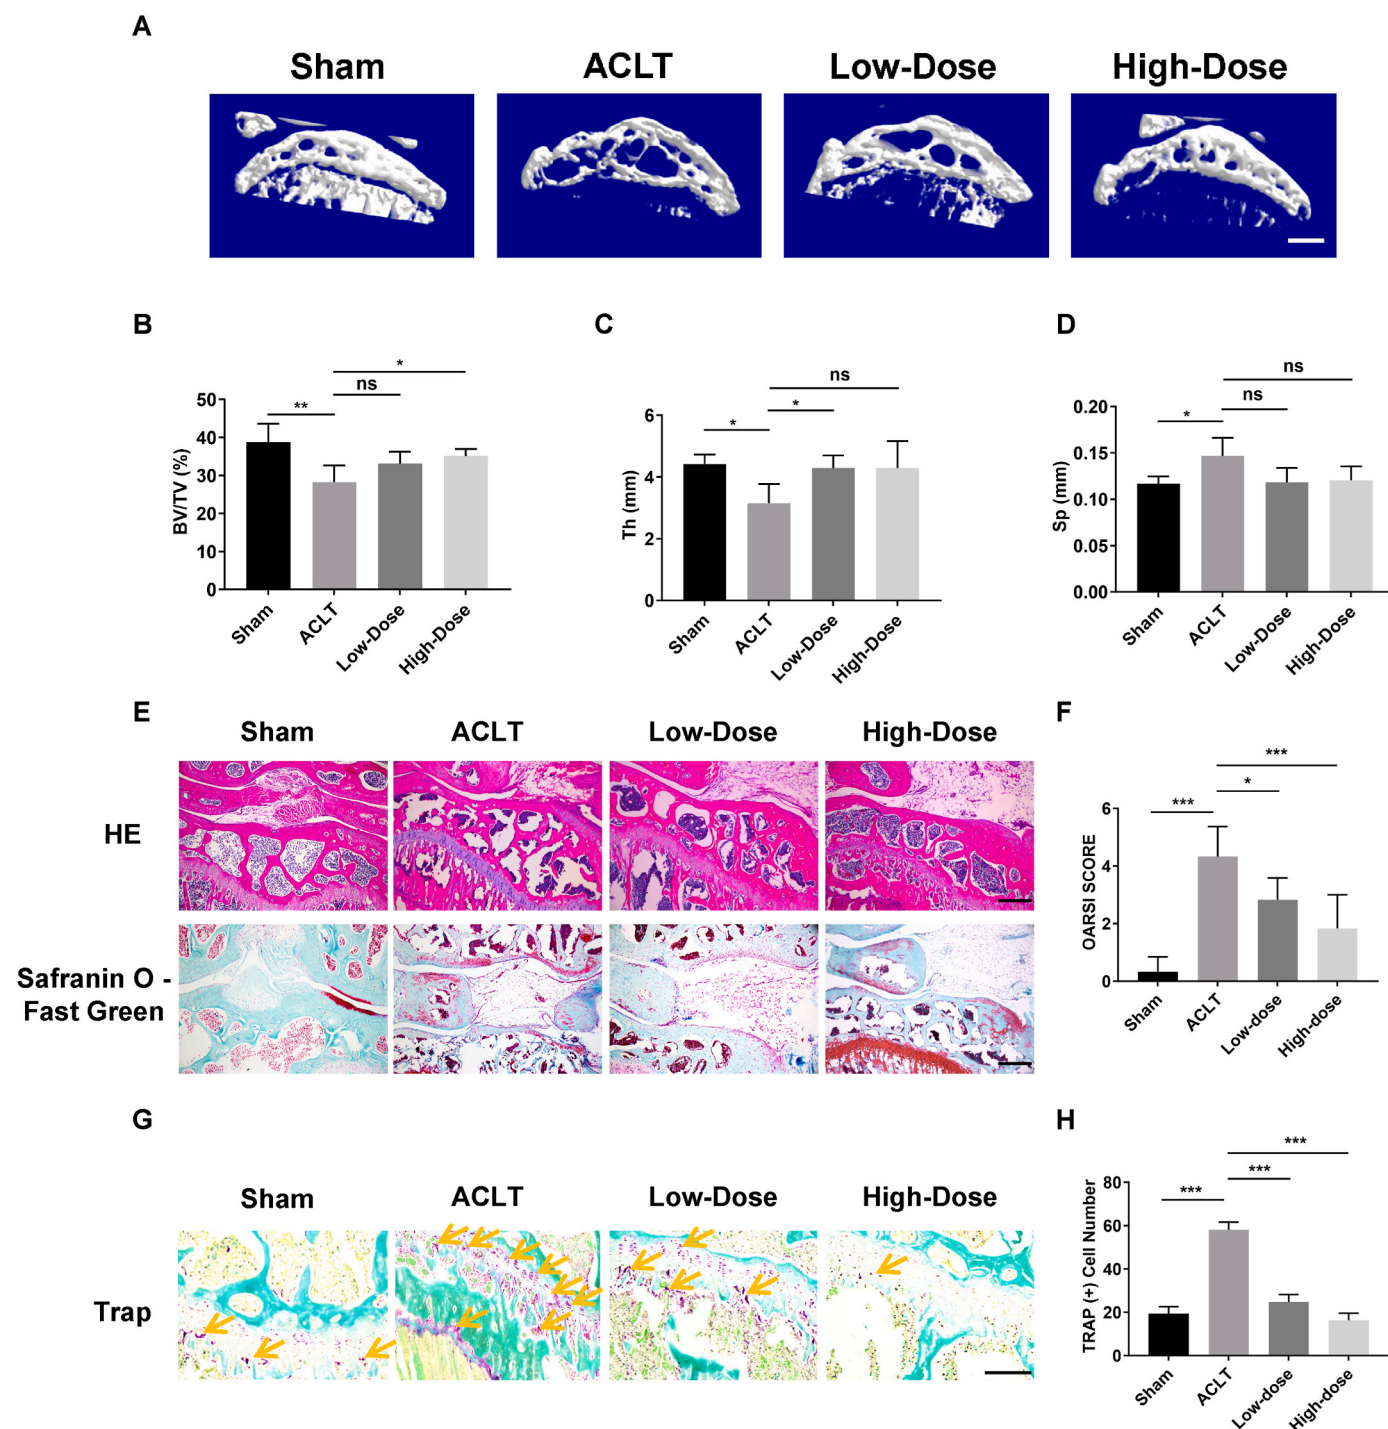 A
Sham ACLT Low-Dose High-Dose
B
C
D
BV/TV (%)
50
40
30
20
10
0
**
ns
*
Sham ACLT Low-Dose High-Dose
Th (mm)
6
4
2
0
*
*
ns
Sham ACLT Low-Dose High-Dose
Sp (mm)
0.20
0.15
0.10
0.05
0.00
*
ns
ns
Sham ACLT Low-Dose High-Dose
E
Sham ACLT Low-Dose High-Dose
HE
Safranin O -
Fast Green
F
OARSI SCORE
6
4
2
0
***
*
***
Sham ACLT Low-dose High-dose
G
Sham ACLT Low-Dose High-Dose
Trap
H
TRAP (+) Cell Number
80
60
40
20
0
***
***
***
Sham ACLT Low-dose High-dose